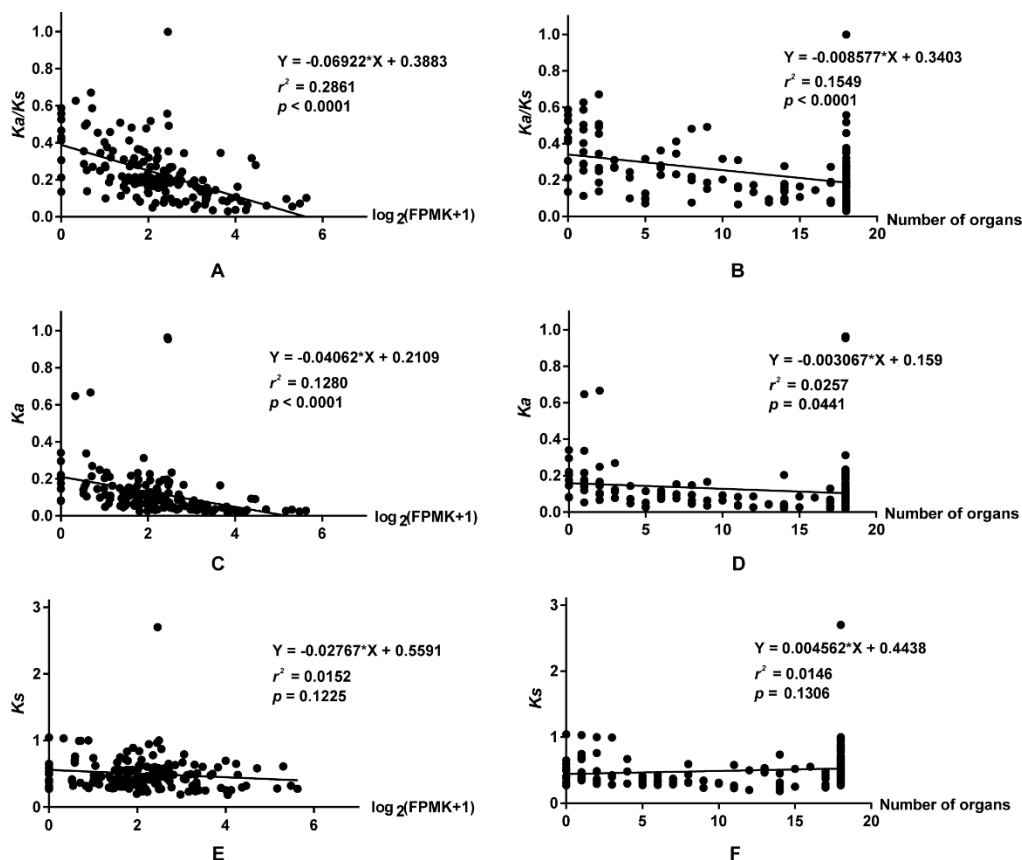 1.0
0.8
0.6
0.4
0.2
0.0
Ka/Ks
Y = -0.06922*X + 0.3883
r² = 0.2861
p < 0.0001
0 2 4 6
log₂(FPMK+1)
A
1.0
0.8
0.6
0.4
0.2
0.0
Ka/Ks
Y = -0.008577*X + 0.3403
r² = 0.1549
p < 0.0001
0 5 10 15 20
Number of organs
B
1.0
0.8
0.6
0.4
0.2
0.0
Ka
Y = -0.04062*X + 0.2109
r² = 0.1280
p < 0.0001
0 2 4 6
log₂(FPMK+1)
C
1.0
0.8
0.6
0.4
0.2
0.0
Ka
Y = -0.003067*X + 0.159
r² = 0.0257
p = 0.0441
0 5 10 15 20
Number of organs
D
3
2
1
0
Ks
Y = -0.02767*X + 0.5591
r² = 0.0152
p = 0.1225
0 2 4 6
log₂(FPMK+1)
E
3
2
1
0
Ks
Y = 0.004562*X + 0.4438
r² = 0.0146
p = 0.1306
0 5 10 15 20
Number of organs
F